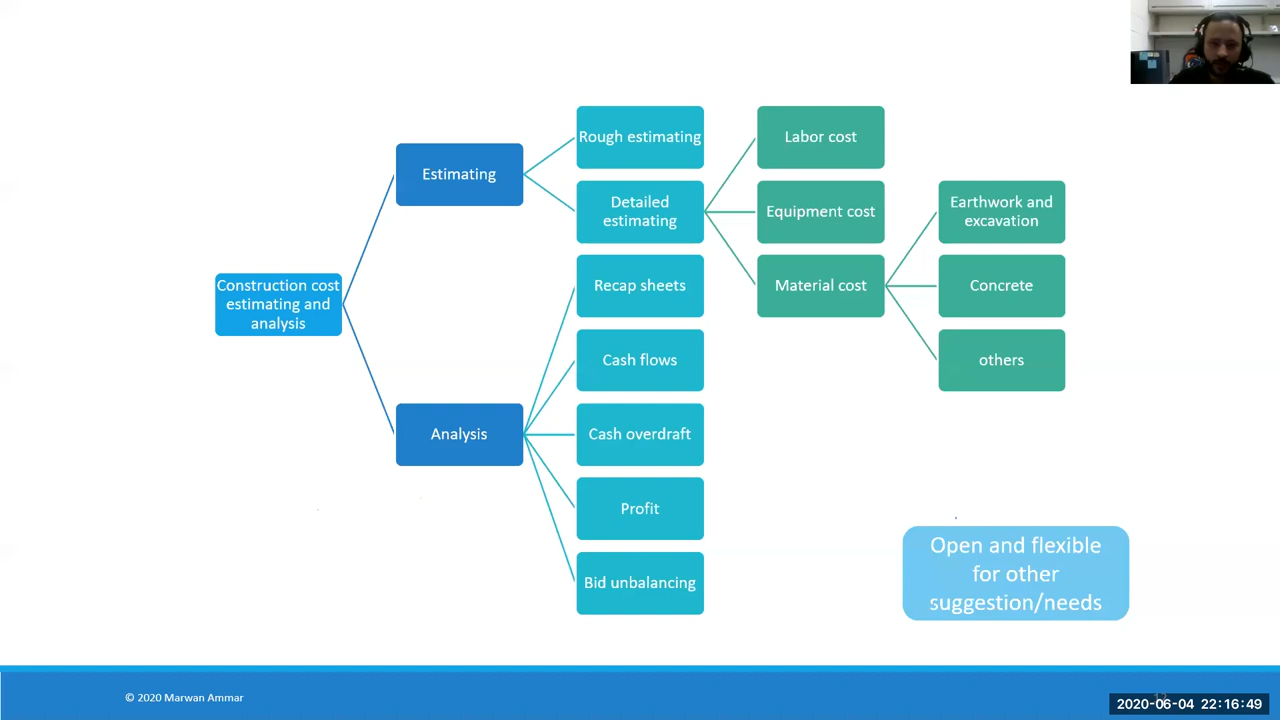 Rough estimating
Labor cost
Estimating
Detailed
estimating
Equipment cost
Earthwork and
excavation
Construction cost
estimating and
analysis
Recap sheets
Material cost
Concrete
Cash flows
others
Analysis
Cash overdraft
Profit
Bid unbalancing
Open and flexible
for other
suggestion/needs
© 2020 Marwan Ammar
2020-06-04 22:16:49